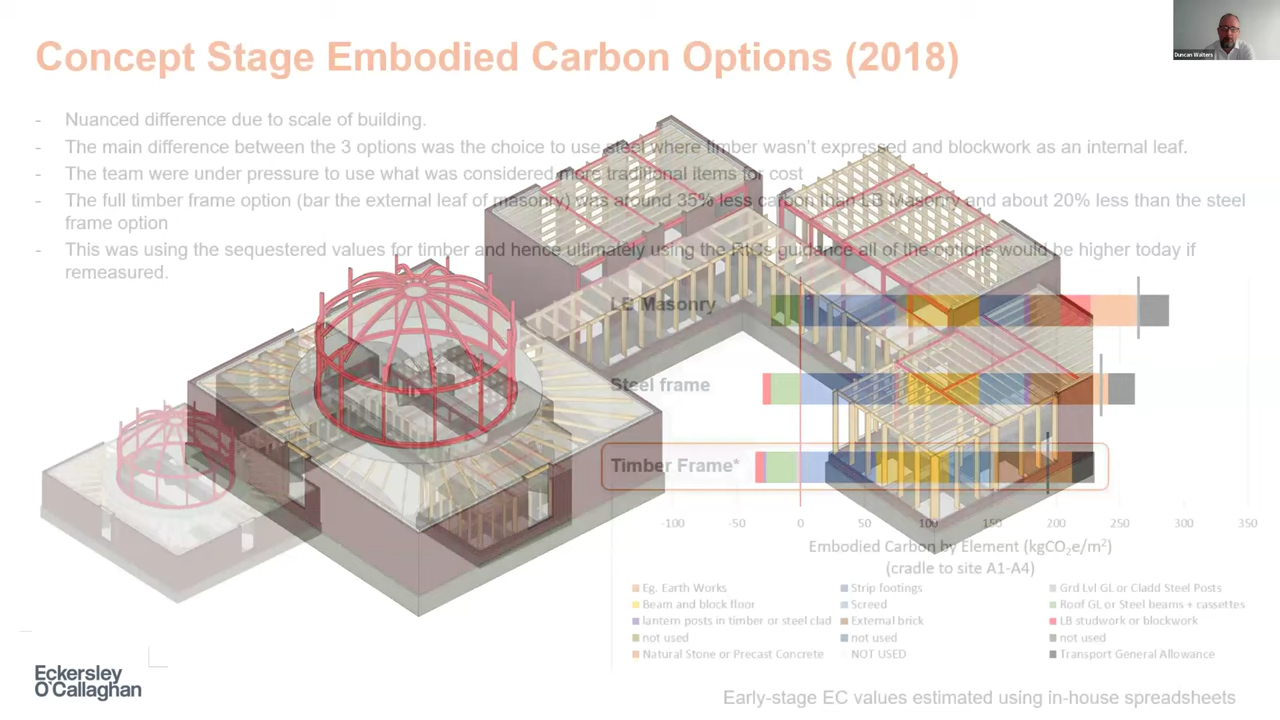 Concept Stage Embodied Carbon Options (2018)
Duncan Walters
- Nuanced difference due to scale of building.
- The main difference between the 3 options was the choice to use steel where timber wasn't expressed and blockwork as an internal leaf.
- The team were under pressure to use what was considered more traditional items for cost
- The full timber frame option (bar the external leaf of masonry) was around 35% less carbon than LB Masonry and about 20% less than the steel
frame option
- This was using the sequestered values for timber and hence ultimately using the RICs guidance all of the options would be higher today if
remeasured.
LB Masonry
Steel frame
Timber Frame*
-100 -50 0 50 100 150 200 250 300 350
Embodied Carbon by Element (kgCO₂e/m²)
(cradle to site A1-A4)
Eg. Earth Works Strip footings Grd Lvl GL or Cladd Steel Posts
Beam and block floor Screed Roof GL or Steel beams + cassettes
lantern posts in timber or steel clad External brick LB studwork or blockwork
not used not used not used
Natural Stone or Precast Concrete NOT USED Transport General Allowance
Eckersley
O'Callaghan
Early-stage EC values estimated using in-house spreadsheets